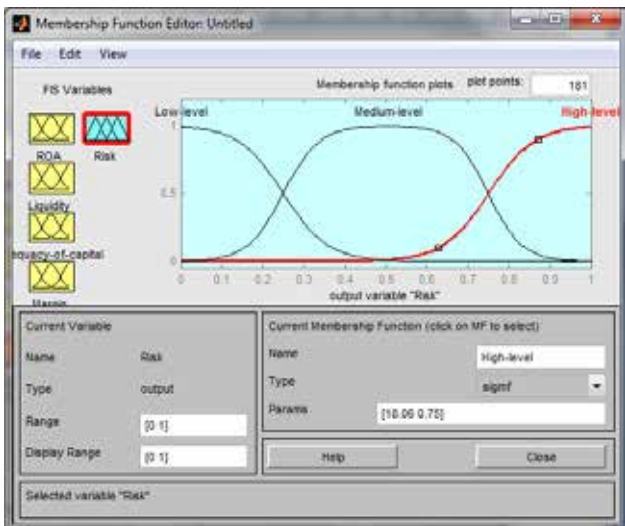 Membership Function Editor: Untitled
File Edit View
FIS Variables
Membership function plots plot points: 181
ROA
Risk
Liquidity
equacy-of-capital
Margin
Low-level Medium-level High-level
1
0.5
0
0 0.1 0.2 0.3 0.4 0.5 0.6 0.7 0.8 0.9 1
output variable "Risk"
Current Variable
Name Risk
Type output
Range [0 1]
Display Range [0 1]
Current Membership Function (click on MF to select)
Name High-level
Type sigmf
Params [18.06 0.75]
Help Close
Selected variable "Risk"